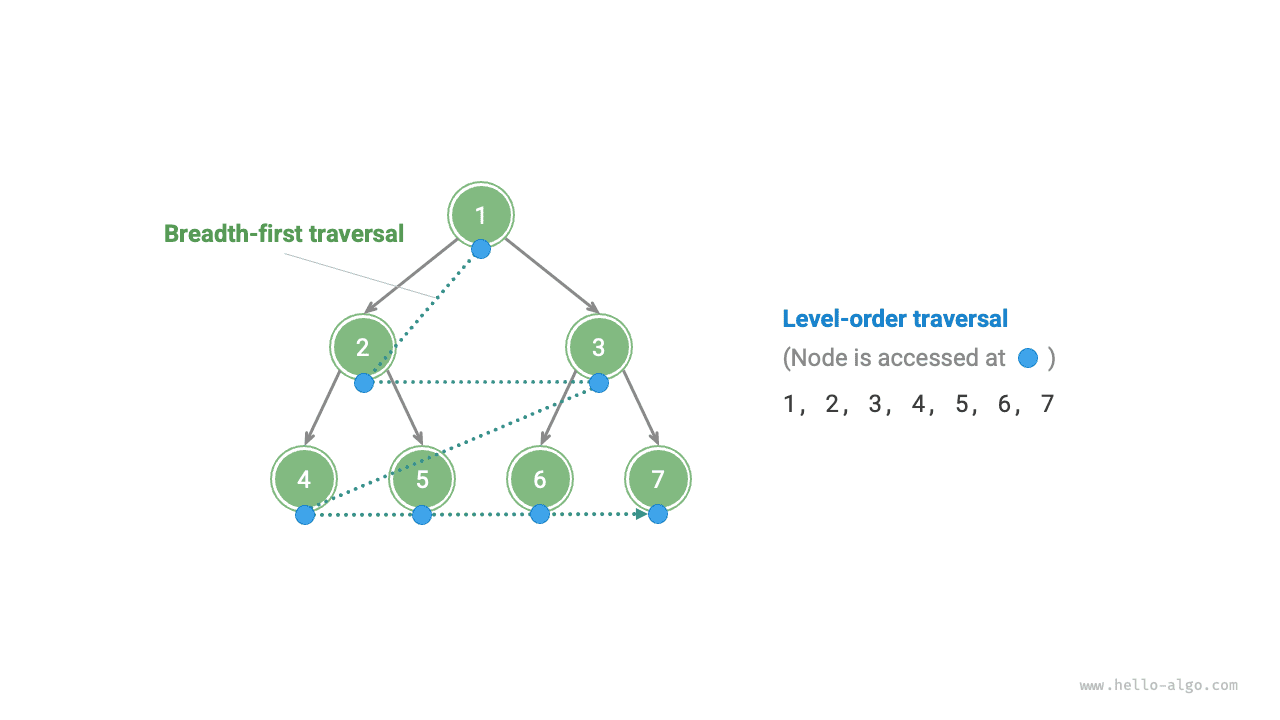 1
Breadth-first traversal
2
3
4
5
6
7
Level-order traversal
(Node is accessed at )
1, 2, 3, 4, 5, 6, 7
www.hello-algo.com